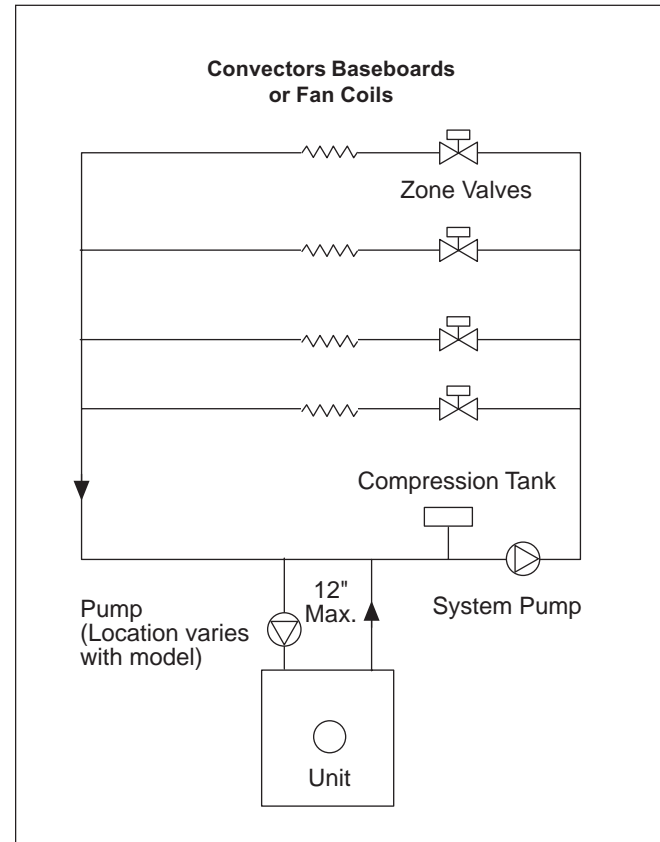 Convectors Baseboards
or Fan Coils
Zone Valves
Compression Tank
12"
Max.
System Pump
Pump
(Location varies
with model)
Unit